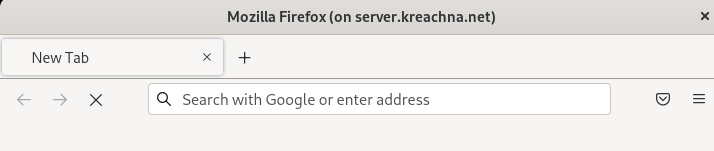 Mozilla Firefox (on server.kreachna.net)
New Tab
Search with Google or enter address